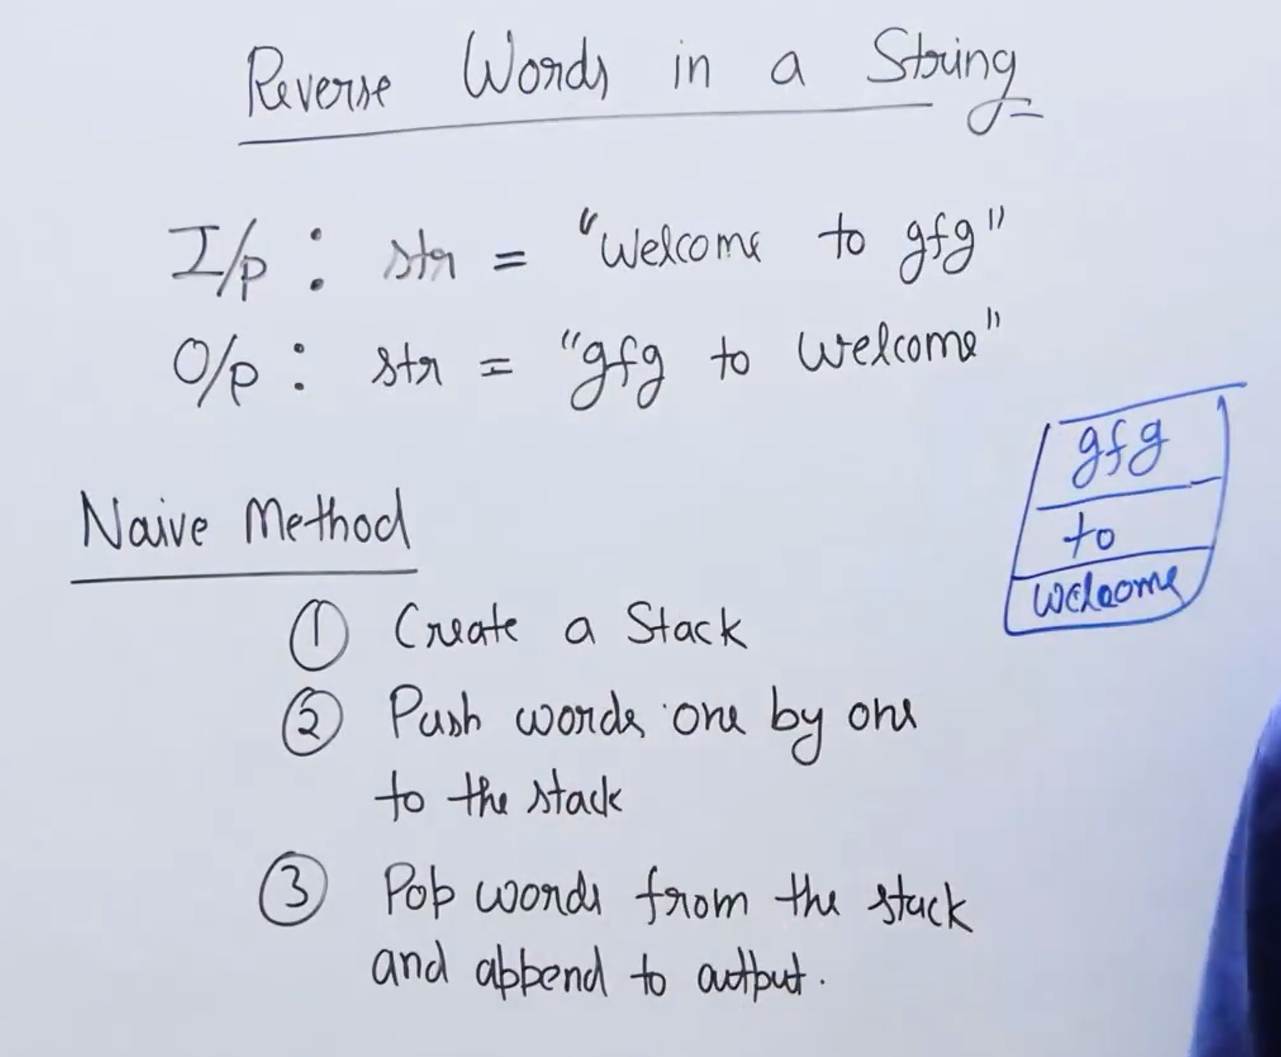 Reverse Words in a String
I/p : str = "Welcome to gfg"
O/p : str = "gfg to Welcome"
gfg
to
welcome
Naive Method
① Create a Stack
② Push words one by one
to the stack
③ Pop words from the stack
and append to output.